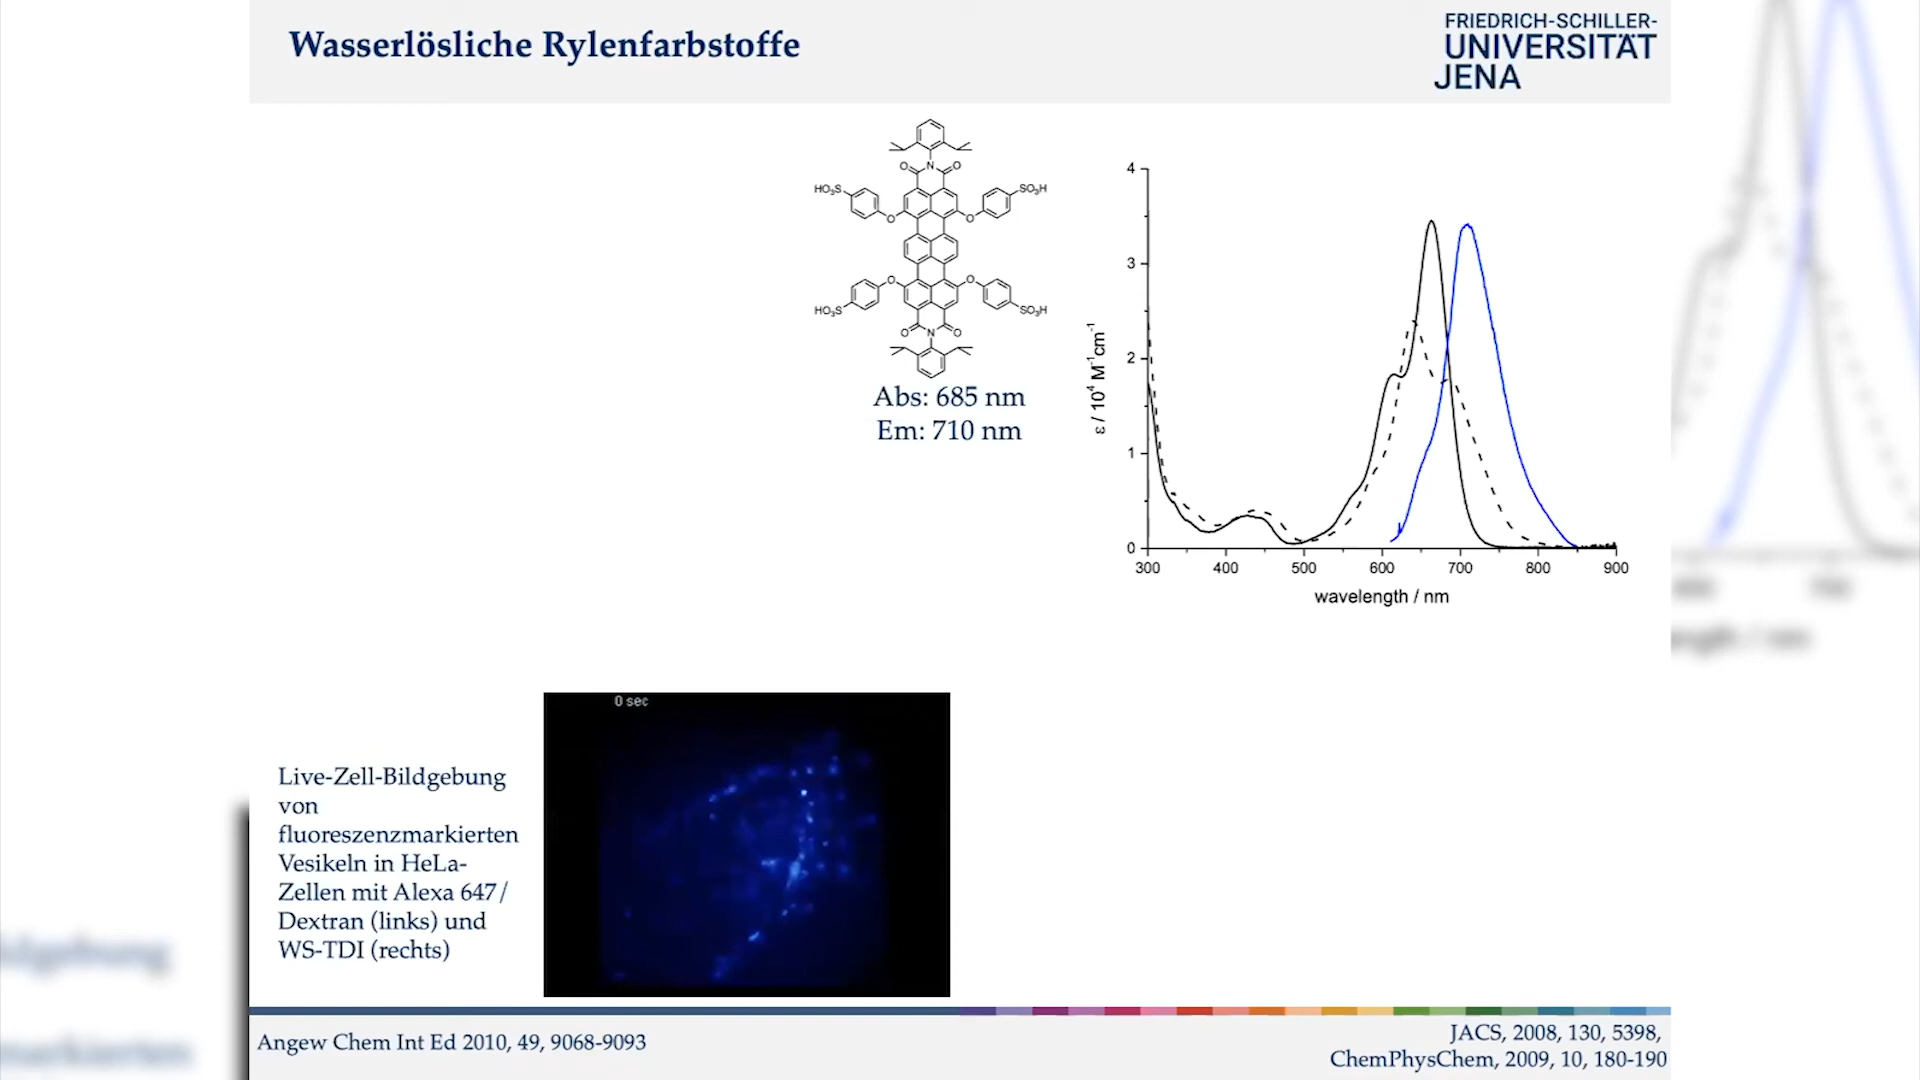 Wasserlösliche Rylenfarbstoffe
FRIEDRICH-SCHILLER-
UNIVERSITÄT
JENA
O N O
HO₃S SO₃H
O O
O O
HO₃S SO₃H
O N O
Abs: 685 nm
Em: 710 nm
4
3
2
1
0
ε / 10⁴ M⁻¹cm⁻¹
300 400 500 600 700 800 900
wavelength / nm
0 sec
Live-Zell-Bildgebung
von
fluoreszenzmarkierten
Vesikeln in HeLa-
Zellen mit Alexa 647/
Dextran (links) und
WS-TDI (rechts)
Angew Chem Int Ed 2010, 49, 9068-9093
JACS, 2008, 130, 5398,
ChemPhysChem, 2009, 10, 180-190